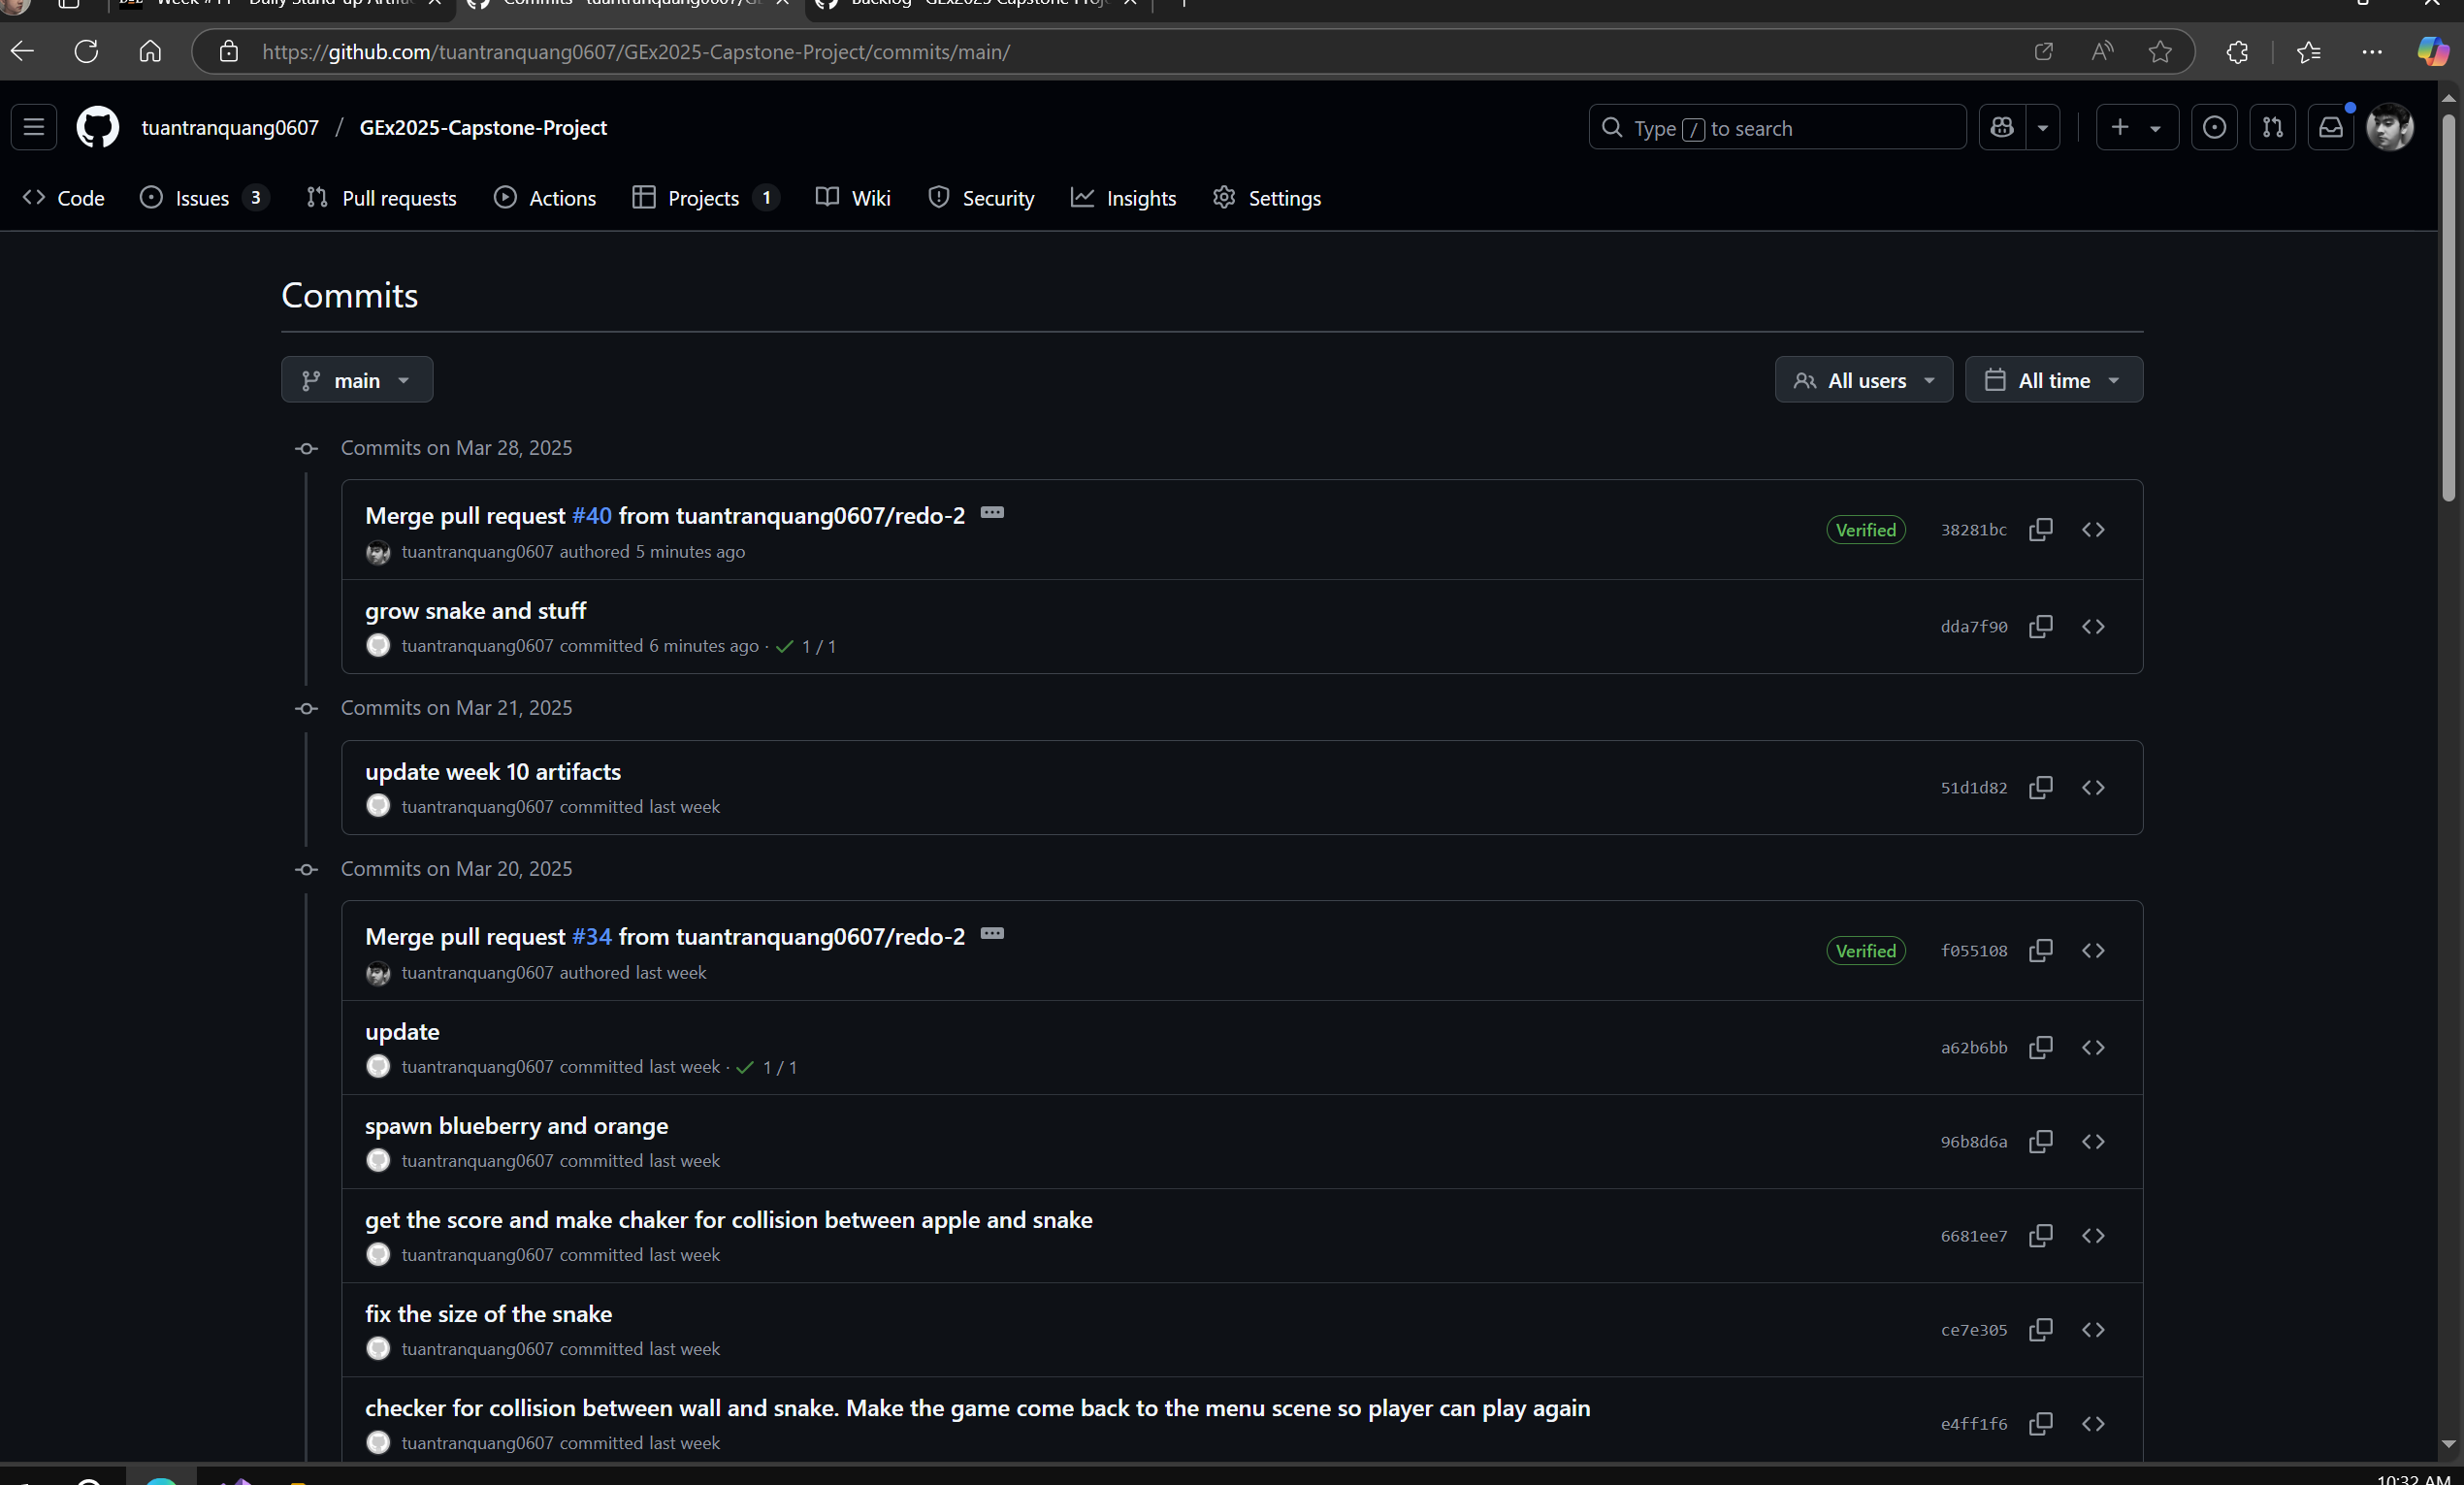 https://github.com/tuantranquang0607/GEx2025-Capstone-Project/commits/main/
tuantranquang0607 / GEx2025-Capstone-Project
Type / to search
Code
Issues 3
Pull requests
Actions
Projects 1
Wiki
Security
Insights
Settings
Commits
main
All users
All time
Commits on Mar 28, 2025
Merge pull request #40 from tuantranquang0607/redo-2
Verified
38281bc
tuantranquang0607 authored 5 minutes ago
grow snake and stuff
dda7f90
tuantranquang0607 committed 6 minutes ago · 1 / 1
Commits on Mar 21, 2025
update week 10 artifacts
51d1d82
tuantranquang0607 committed last week
Commits on Mar 20, 2025
Merge pull request #34 from tuantranquang0607/redo-2
Verified
f055108
tuantranquang0607 authored last week
update
a62b6bb
tuantranquang0607 committed last week · 1 / 1
spawn blueberry and orange
96b8d6a
tuantranquang0607 committed last week
get the score and make chaker for collision between apple and snake
6681ee7
tuantranquang0607 committed last week
fix the size of the snake
ce7e305
tuantranquang0607 committed last week
checker for collision between wall and snake. Make the game come back to the menu scene so player can play again
e4ff1f6
tuantranquang0607 committed last week
10:32 AM